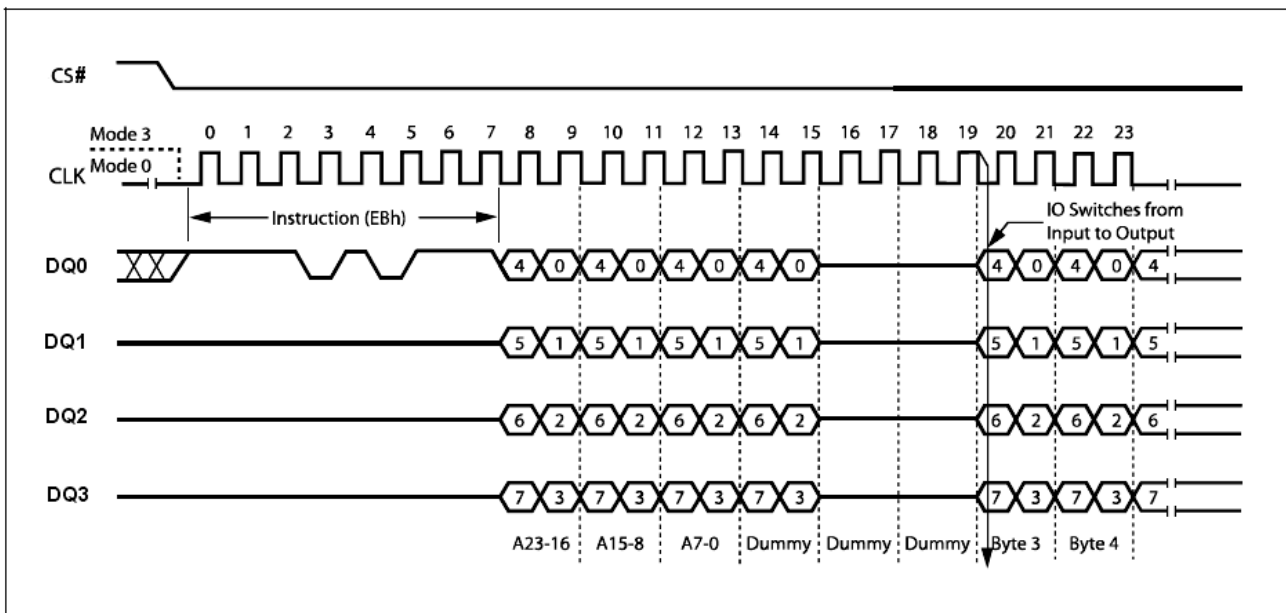 CS#
Mode 3
0 1 2 3 4 5 6 7 8 9 10 11 12 13 14 15 16 17 18 19 20 21 22 23
CLK Mode 0
Instruction (EBh)
IO Switches from
Input to Output
DQ0 4 0 4 0 4 0 4 0 4 0 4 0 4
DQ1 5 1 5 1 5 1 5 1 5 1 5 1 5
DQ2 6 2 6 2 6 2 6 2 6 2 6 2 6
DQ3 7 3 7 3 7 3 7 3 7 3 7 3 7
A23-16 A15-8 A7-0 Dummy Dummy Dummy Byte 3 Byte 4